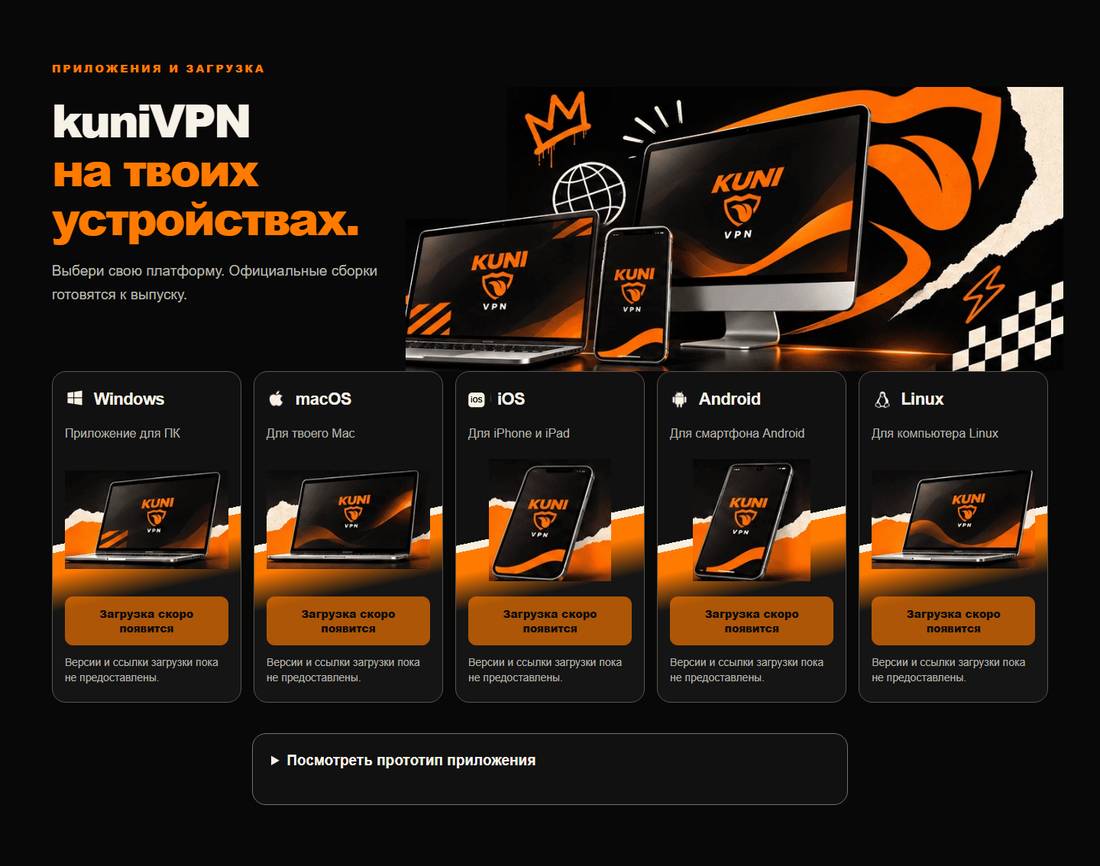 ПРИЛОЖЕНИЯ И ЗАГРУЗКА
kuniVPN
на твоих
устройствах.
Выбери свою платформу. Официальные сборки
готовятся к выпуску.
KUNI
VPN
KUNI
VPN
KUNI
VPN
Windows
Приложение для ПК
KUNI
VPN
Загрузка скоро
появится
Версии и ссылки загрузки пока
не предоставлены.
macOS
Для твоего Mac
KUNI
VPN
Загрузка скоро
появится
Версии и ссылки загрузки пока
не предоставлены.
iOS
iOS
Для iPhone и iPad
KUNI
VPN
Загрузка скоро
появится
Версии и ссылки загрузки пока
не предоставлены.
Android
Для смартфона Android
KUNI
VPN
Загрузка скоро
появится
Версии и ссылки загрузки пока
не предоставлены.
Linux
Для компьютера Linux
KUNI
VPN
Загрузка скоро
появится
Версии и ссылки загрузки пока
не предоставлены.
Посмотреть прототип приложения